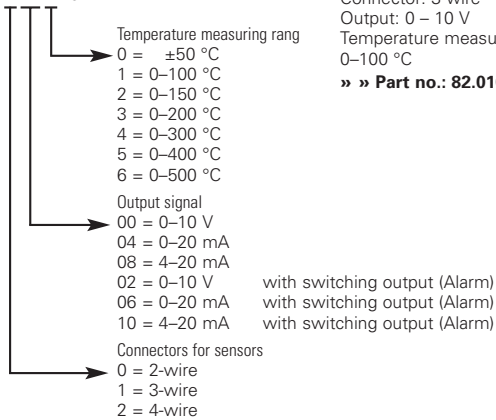 Output: 0 – 10 V
Temperature measuring rang
Temperature measu
0 = ±50 °C
0–100 °C
1 = 0–100 °C
» » Part no.: 82.01
2 = 0–150 °C
3 = 0–200 °C
4 = 0–300 °C
5 = 0–400 °C
6 = 0–500 °C
Output signal
00 = 0–10 V
04 = 0–20 mA
08 = 4–20 mA
02 = 0–10 V with switching output (Alarm)
06 = 0–20 mA with switching output (Alarm)
10 = 4–20 mA with switching output (Alarm)
Connectors for sensors
0 = 2-wire
1 = 3-wire
2 = 4-wire